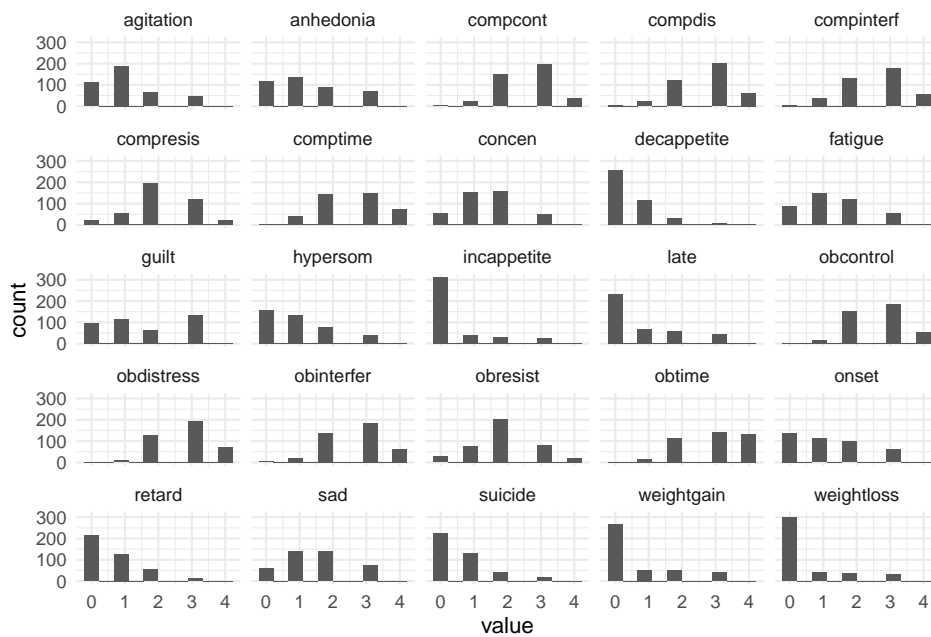 agitation anhedonia compcont compdis compinterf
300
200
100
0
compresis comptime concen decappetite fatigue
300
200
100
0
guilt hypersom incappetite late obcontrol
300
200
100
0
count
obdistress obinterfer obresist obtime onset
300
200
100
0
retard sad suicide weightgain weightloss
300
200
100
0
0 1 2 3 4 0 1 2 3 4 0 1 2 3 4 0 1 2 3 4 0 1 2 3 4
value